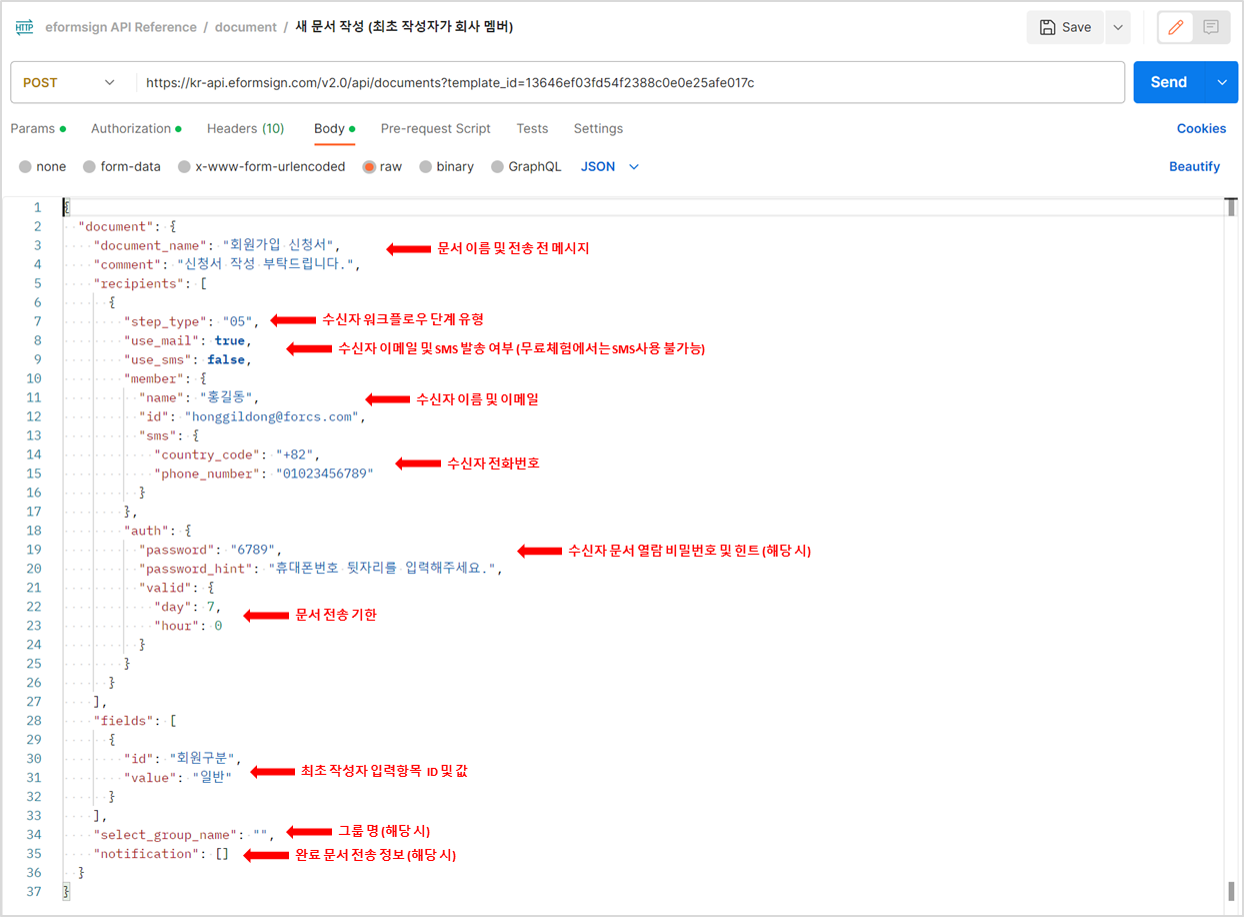 HTTP eformsign API Reference / document / 새 문서 작성 (최초 작성자가 회사 멤버) Save
POST https://kr-api.eformsign.com/v2.0/api/documents?template_id=13646ef03fd54f2388c0e0e25afe017c Send
Params Authorization Headers (10) Body Pre-request Script Tests Settings Cookies
none form-data x-www-form-urlencoded raw binary GraphQL JSON Beautify
1 {
2 "document": {
3 "document_name": "회원가입 신청서", 문서 이름 및 전송 전 메시지
4 "comment": "신청서 작성 부탁드립니다.",
5 "recipients": [
6 {
7 "step_type": "05", 수신자 워크플로우 단계 유형
8 "use_mail": true, 수신자 이메일 및 SMS 발송 여부 (무료체험에서는 SMS사용 불가능)
9 "use_sms": false,
10 "member": {
11 "name": "홍길동", 수신자 이름 및 이메일
12 "id": "honggildong@forcs.com",
13 "sms": {
14 "country_code": "+82", 수신자 전화번호
15 "phone_number": "01023456789"
16 }
17 },
18 "auth": {
19 "password": "6789", 수신자 문서 열람 비밀번호 및 힌트 (해당 시)
20 "password_hint": "휴대폰번호 뒷자리를 입력해주세요.",
21 "valid": {
22 "day": 7, 문서 전송 기한
23 "hour": 0
24 }
25 }
26 }
27 ],
28 "fields": [
29 {
30 "id": "회원구분", 최초 작성자 입력항목 ID 및 값
31 "value": "일반"
32 }
33 ],
34 "select_group_name": "", 그룹 명 (해당 시)
35 "notification": [] 완료 문서 전송 정보 (해당 시)
36 }
37 }